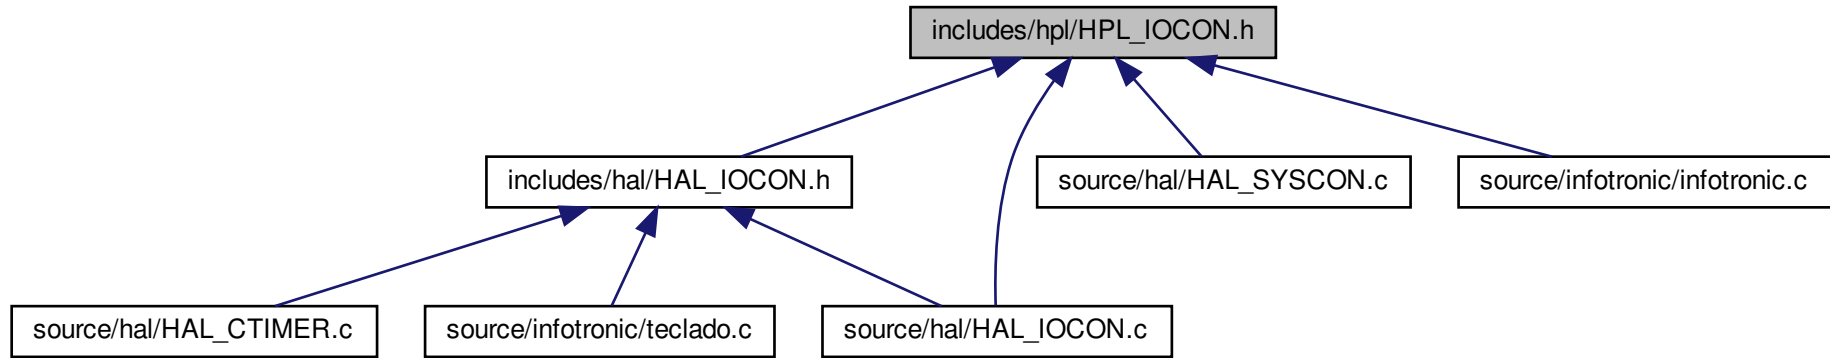 includes/hpl/HPL_IOCON.h
includes/hal/HAL_IOCON.h
source/hal/HAL_SYSCON.c
source/infotronic/infotronic.c
source/hal/HAL_CTIMER.c
source/infotronic/teclado.c
source/hal/HAL_IOCON.c